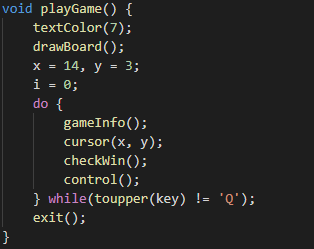 void playGame() {
    textColor(7);
    drawBoard();
    x = 14, y = 3;
    i = 0;
    do {
        gameInfo();
        cursor(x, y);
        checkWin();
        control();
    } while(toupper(key) != 'Q');
    exit();
}